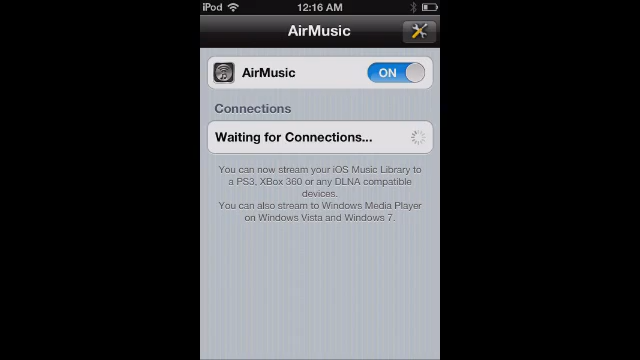 iPod 12:16 AM
AirMusic
AirMusic ON
Connections
Waiting for Connections...
You can now stream your iOS Music Library to
a PS3, XBox 360 or any DLNA compatible
devices.
You can also stream to Windows Media Player
on Windows Vista and Windows 7.